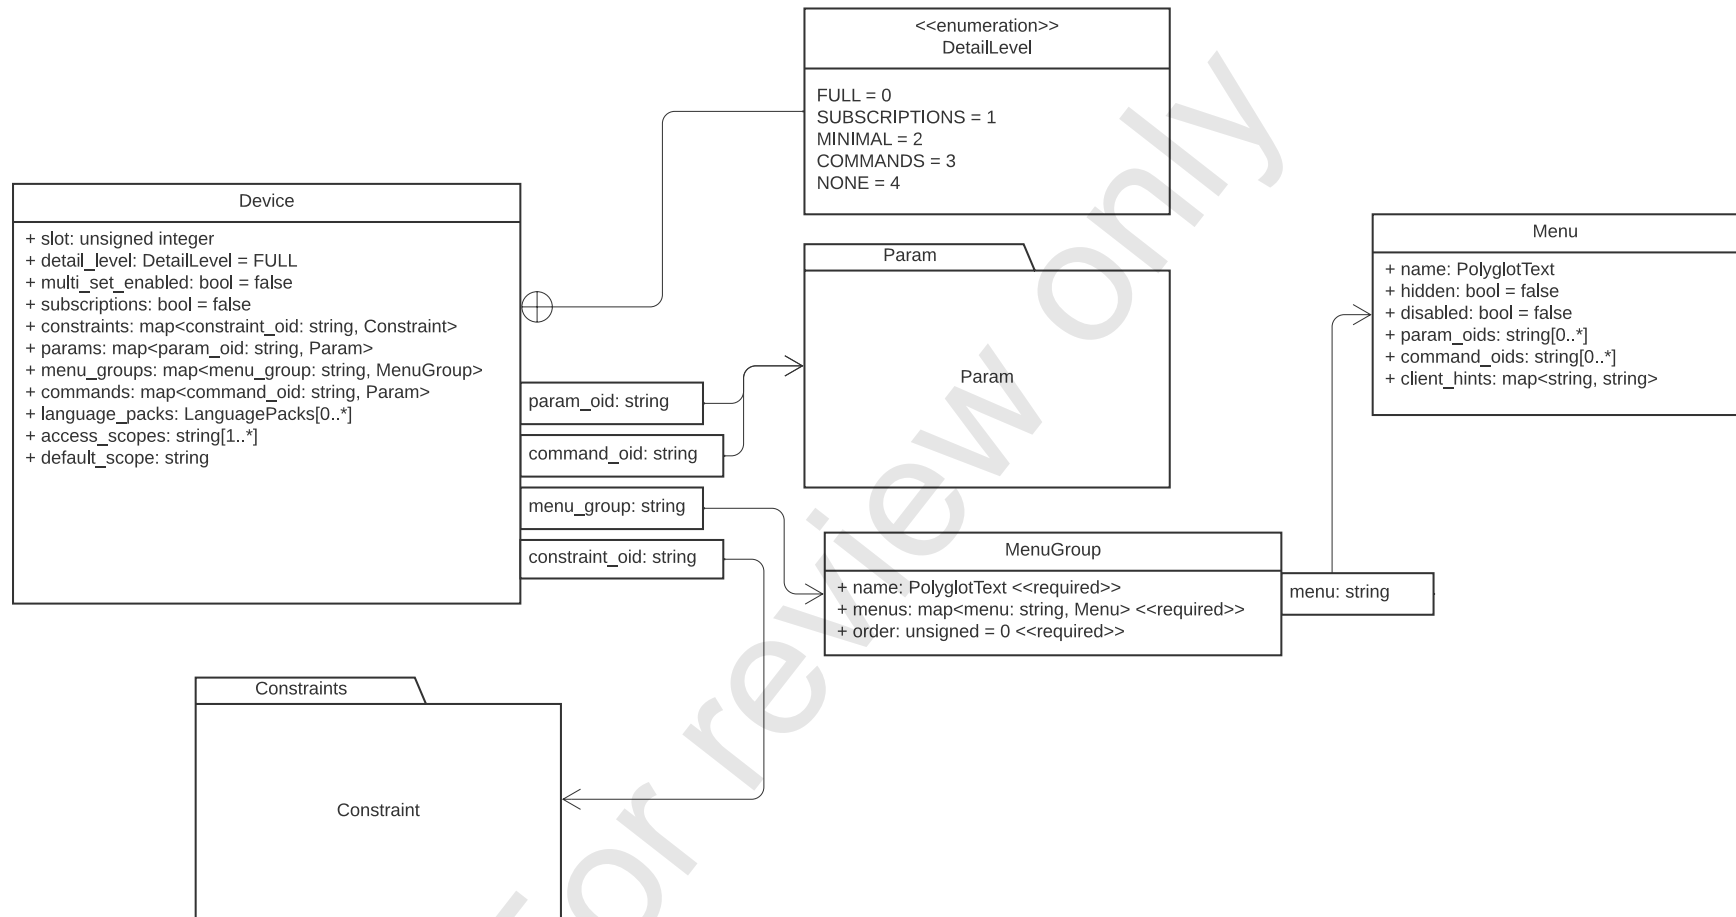 <<enumeration>>
DetailLevel
FULL = 0
SUBSCRIPTIONS = 1
MINIMAL = 2
COMMANDS = 3
NONE = 4
Device
+ slot: unsigned integer
+ detail_level: DetailLevel = FULL
+ multi_set_enabled: bool = false
+ subscriptions: bool = false
+ constraints: map<constraint_oid: string, Constraint>
+ params: map<param_oid: string, Param>
+ menu_groups: map<menu_group: string, MenuGroup>
+ commands: map<command_oid: string, Param>
+ language_packs: LanguagePacks[0..*]
+ access_scopes: string[1..*]
+ default_scope: string
param_oid: string
command_oid: string
menu_group: string
constraint_oid: string
Param
Param
Menu
+ name: PolyglotText
+ hidden: bool = false
+ disabled: bool = false
+ param_oids: string[0..*]
+ command_oids: string[0..*]
+ client_hints: map<string, string>
MenuGroup
+ name: PolyglotText <<required>>
+ menus: map<menu: string, Menu> <<required>>
+ order: unsigned = 0 <<required>>
menu: string
Constraints
Constraint
For review only